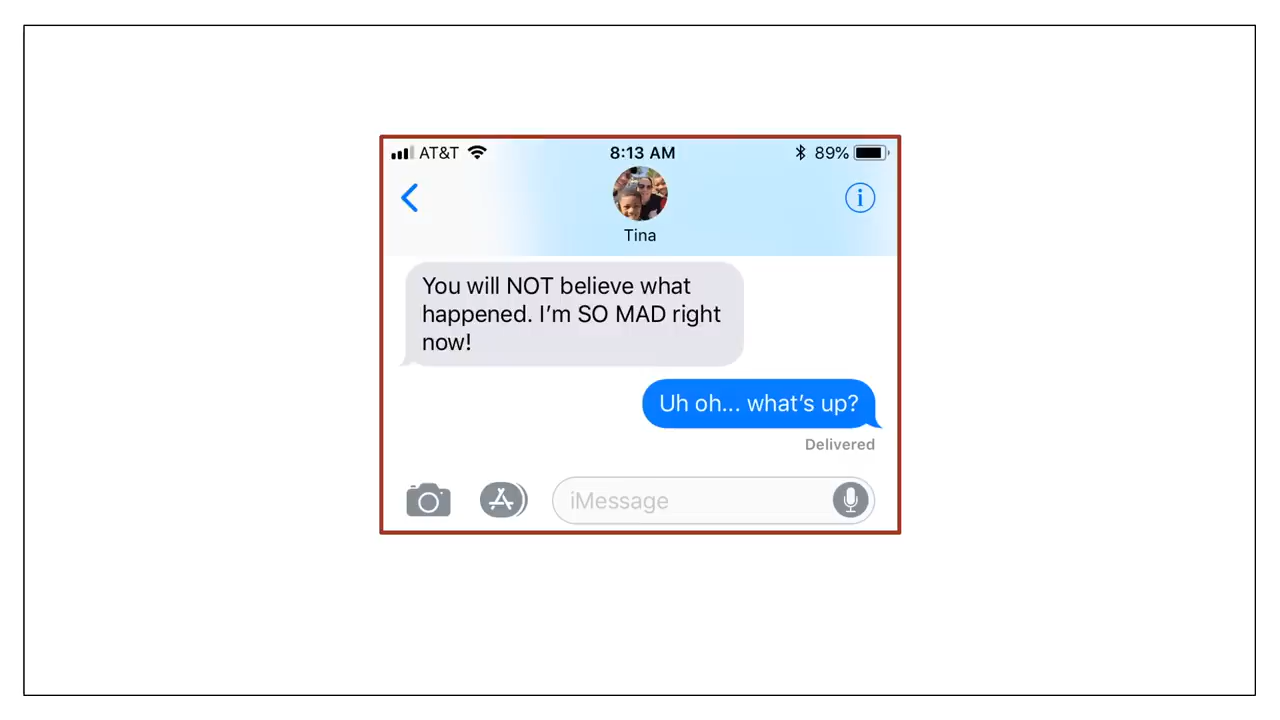 AT&T 8:13 AM 89%
Tina
You will NOT believe what
happened. I'm SO MAD right
now!
Uh oh... what's up?
Delivered
iMessage